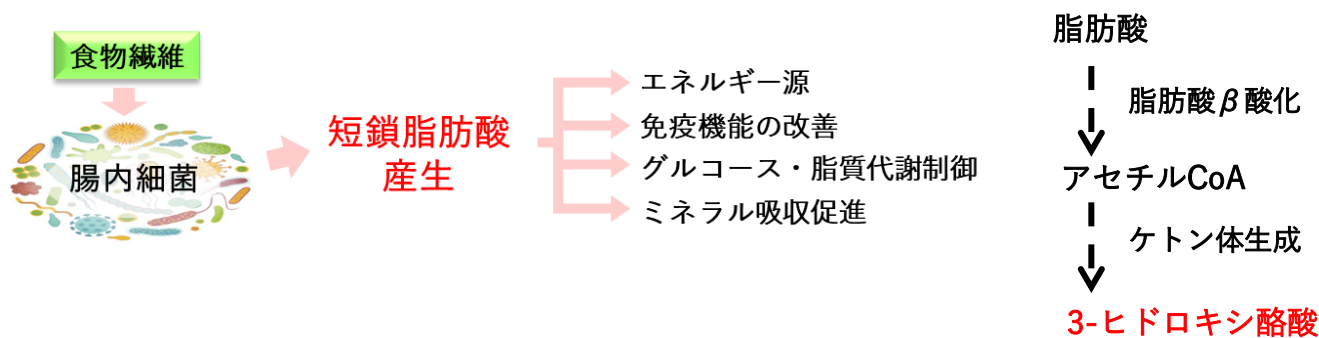 食物繊維
腸内細菌
短鎖脂肪酸
産生
エネルギー源
免疫機能の改善
グルコース・脂質代謝制御
ミネラル吸収促進
脂肪酸
脂肪酸β酸化
アセチルCoA
ケトン体生成
3-ヒドロキシ酪酸